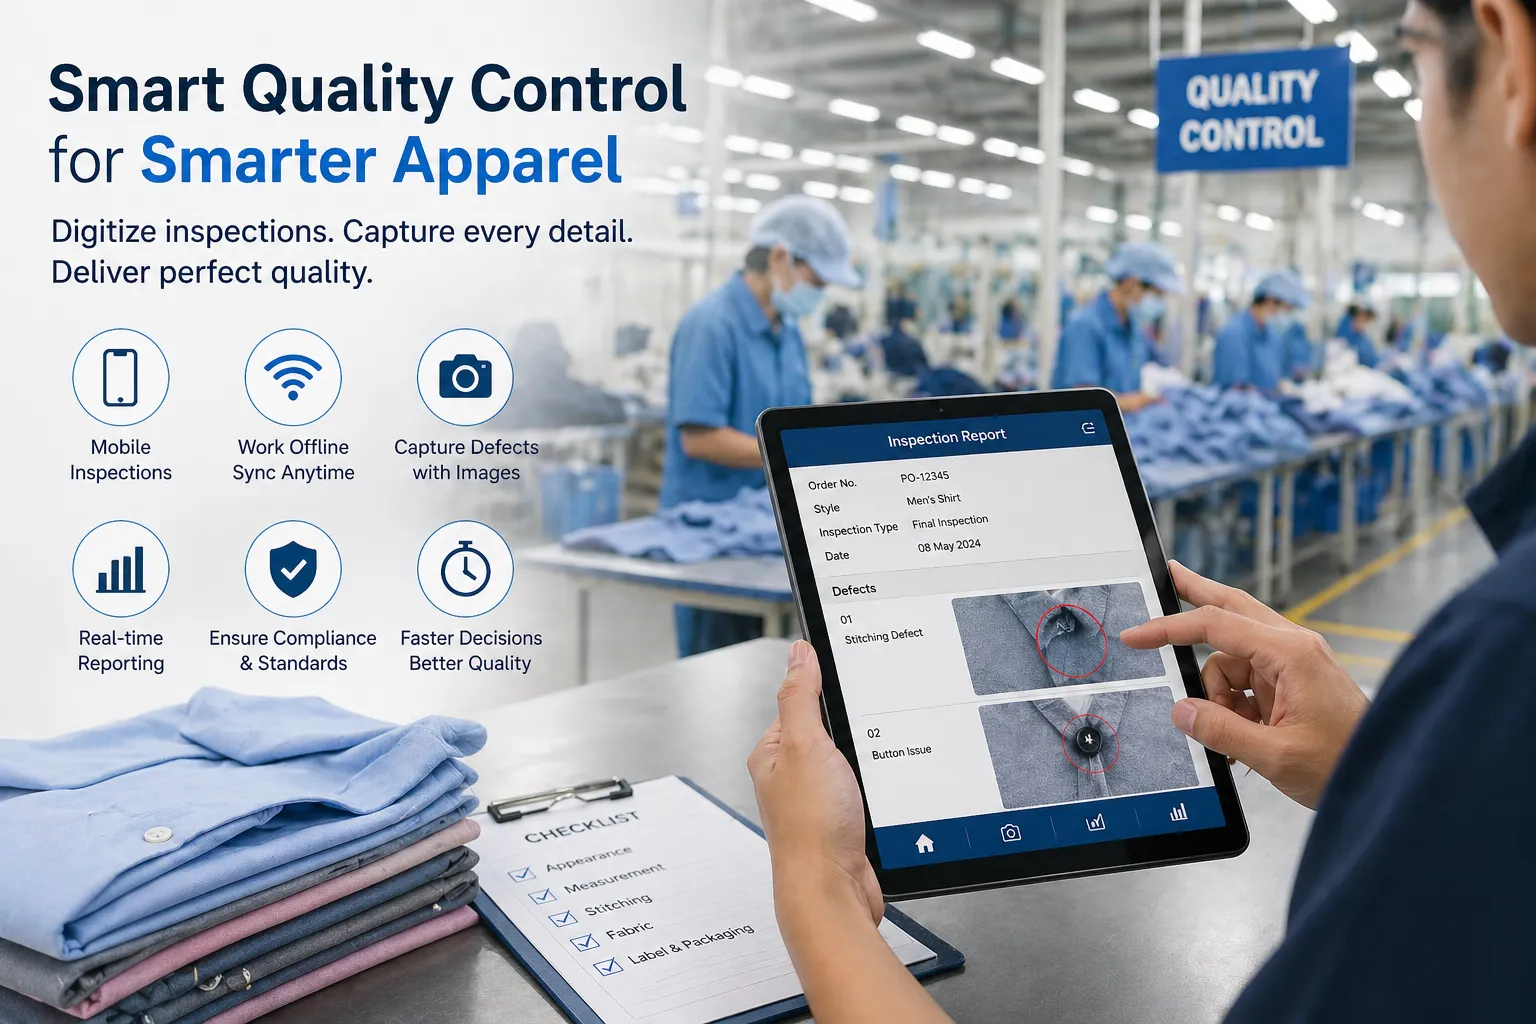 Smart Quality Control
for Smarter Apparel
Digitize inspections. Capture every detail.
Deliver perfect quality.
Mobile
Inspections
Work Offline
Sync Anytime
Capture Defects
with Images
Real-time
Reporting
Ensure Compliance
& Standards
Faster Decisions
Better Quality
QUALITY
CONTROL
Inspection Report
Order No. PO-12345
Style Men's Shirt
Inspection Type Final Inspection
Date 08 May 2024
Defects
01
Stitching Defect
02
Button Issue
CHECKLIST
Appearance
Measurement
Stitching
Fabric
Label & Packaging